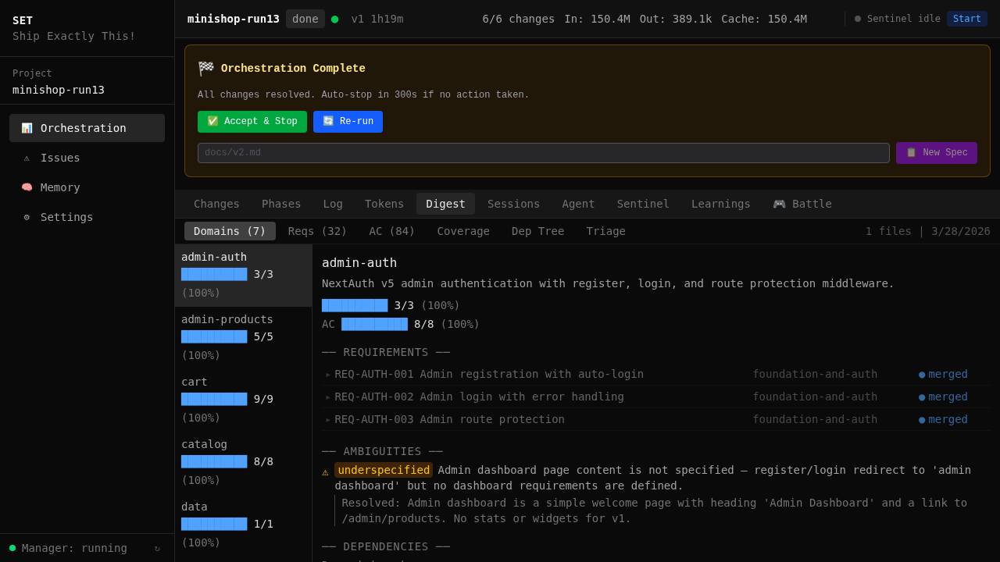 SET
Ship Exactly This!
Project
minishop-run13
Orchestration
Issues
Memory
Settings
Manager: running
minishop-run13 done v1 1h19m 6/6 changes In: 150.4M Out: 389.1k Cache: 150.4M Sentinel idle Start
Orchestration Complete
All changes resolved. Auto-stop in 300s if no action taken.
Accept & Stop Re-run
docs/v2.md New Spec
Changes Phases Log Tokens Digest Sessions Agent Sentinel Learnings Battle
Domains (7) Reqs (32) AC (84) Coverage Dep Tree Triage 1 files | 3/28/2026
admin-auth
3/3
(100%)
admin-products
5/5
(100%)
cart
9/9
(100%)
catalog
8/8
(100%)
data
1/1
(100%)
admin-auth
NextAuth v5 admin authentication with register, login, and route protection middleware.
3/3 (100%)
AC 8/8 (100%)
—— REQUIREMENTS ——
▸ REQ-AUTH-001 Admin registration with auto-login foundation-and-auth ● merged
▸ REQ-AUTH-002 Admin login with error handling foundation-and-auth ● merged
▸ REQ-AUTH-003 Admin route protection foundation-and-auth ● merged
—— AMBIGUITIES ——
⚠ underspecified Admin dashboard page content is not specified — register/login redirect to 'admin
dashboard' but no dashboard requirements are defined.
Resolved: Admin dashboard is a simple welcome page with heading 'Admin Dashboard' and a link to
/admin/products. No stats or widgets for v1.
—— DEPENDENCIES ——